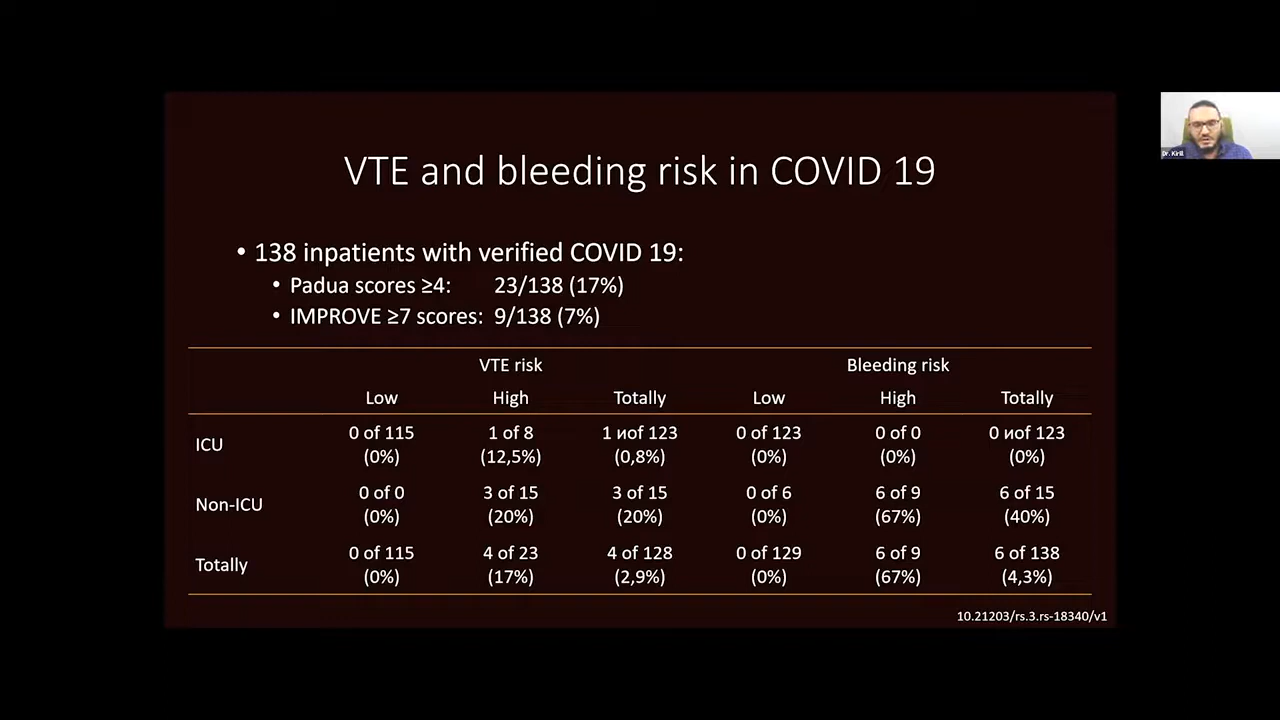 VTE and bleeding risk in COVID 19
Dr. Kirill
• 138 inpatients with verified COVID 19:
• Padua scores ≥4: 23/138 (17%)
• IMPROVE ≥7 scores: 9/138 (7%)
VTE risk Bleeding risk
Low High Totally Low High Totally
ICU 0 of 115 (0%) 1 of 8 (12,5%) 1 иof 123 (0,8%) 0 of 123 (0%) 0 of 0 (0%) 0 иof 123 (0%)
Non-ICU 0 of 0 (0%) 3 of 15 (20%) 3 of 15 (20%) 0 of 6 (0%) 6 of 9 (67%) 6 of 15 (40%)
Totally 0 of 115 (0%) 4 of 23 (17%) 4 of 128 (2,9%) 0 of 129 (0%) 6 of 9 (67%) 6 of 138 (4,3%)
10.21203/rs.3.rs-18340/v1